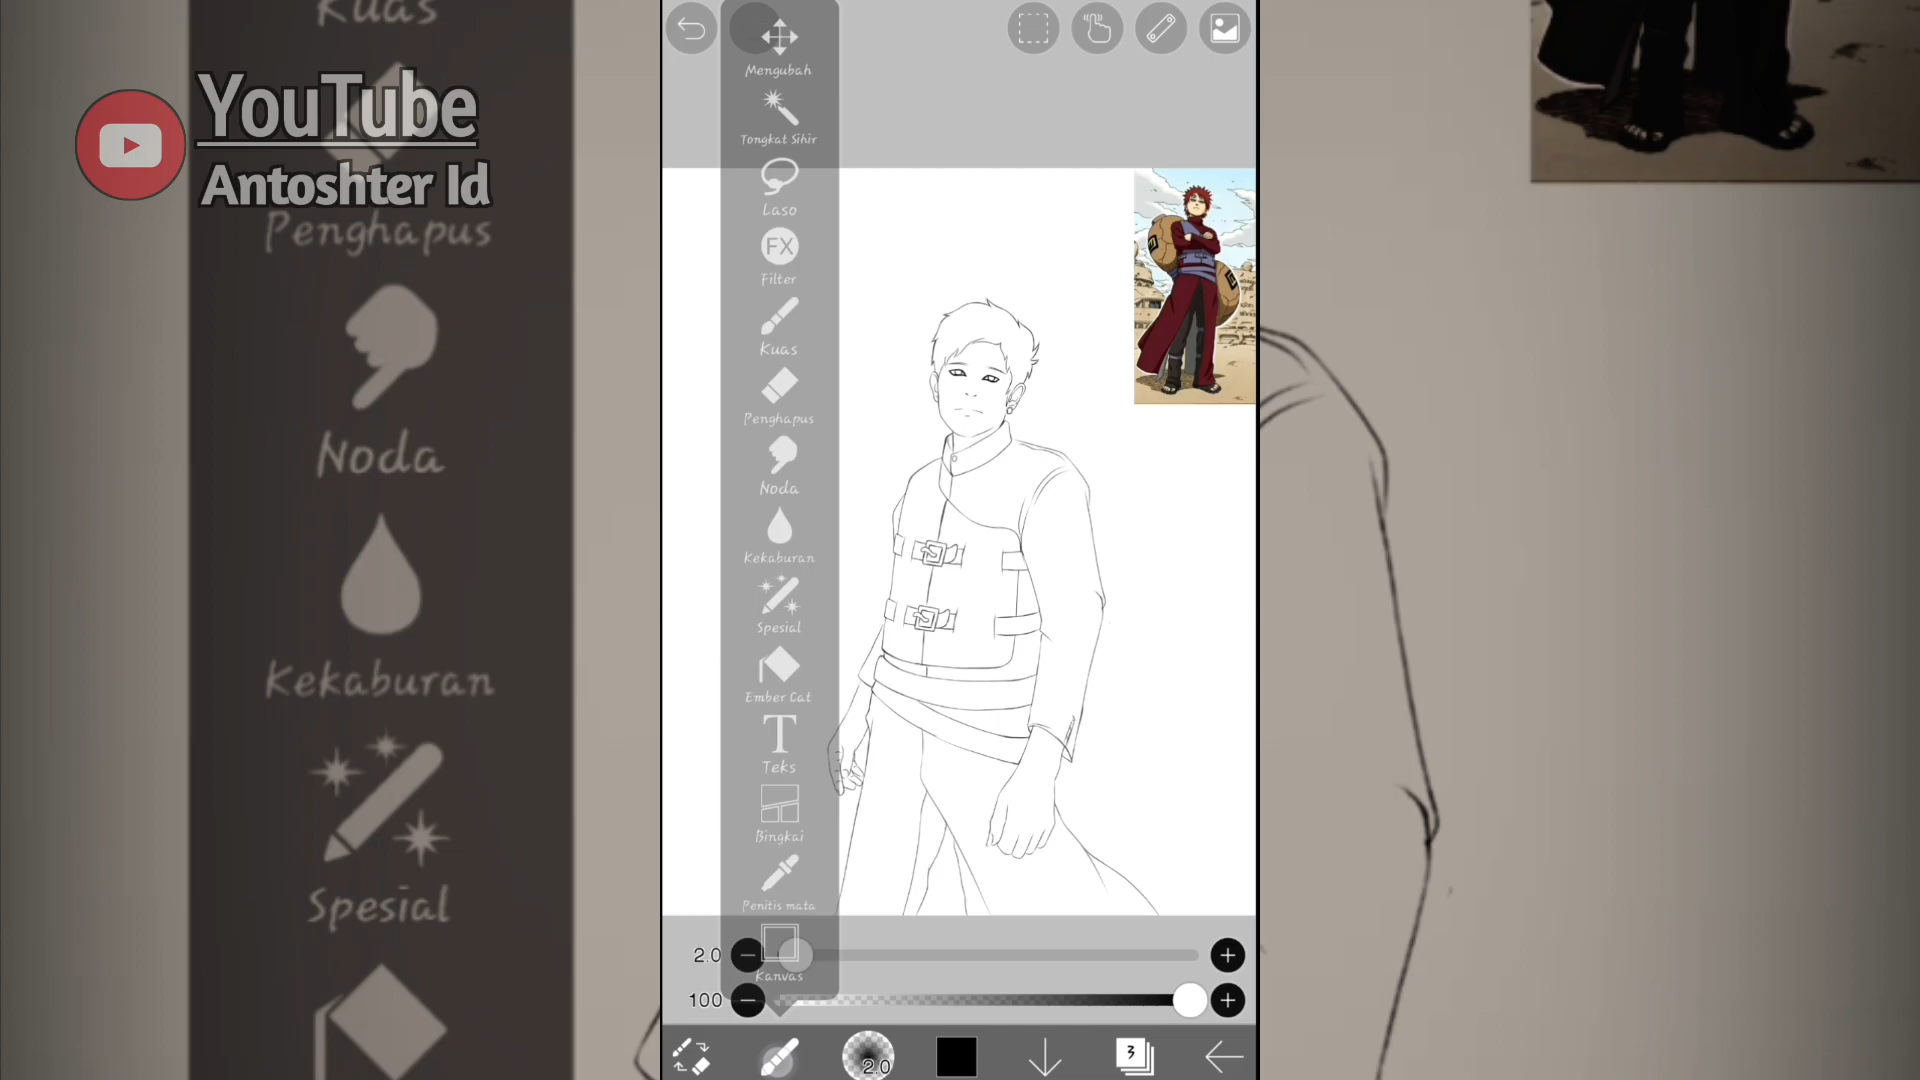 Kuas
YouTube
Antoshter Id
Penghapus
Noda
Kekaburan
Spesial
Mengubah
Tongkat Sihir
Laso
FX
Filter
Kuas
Penghapus
Noda
Kekaburan
Spesial
Ember Cat
T
Teks
Bingkai
Penitis mata
Kanvas
2.0
100
2.0
3